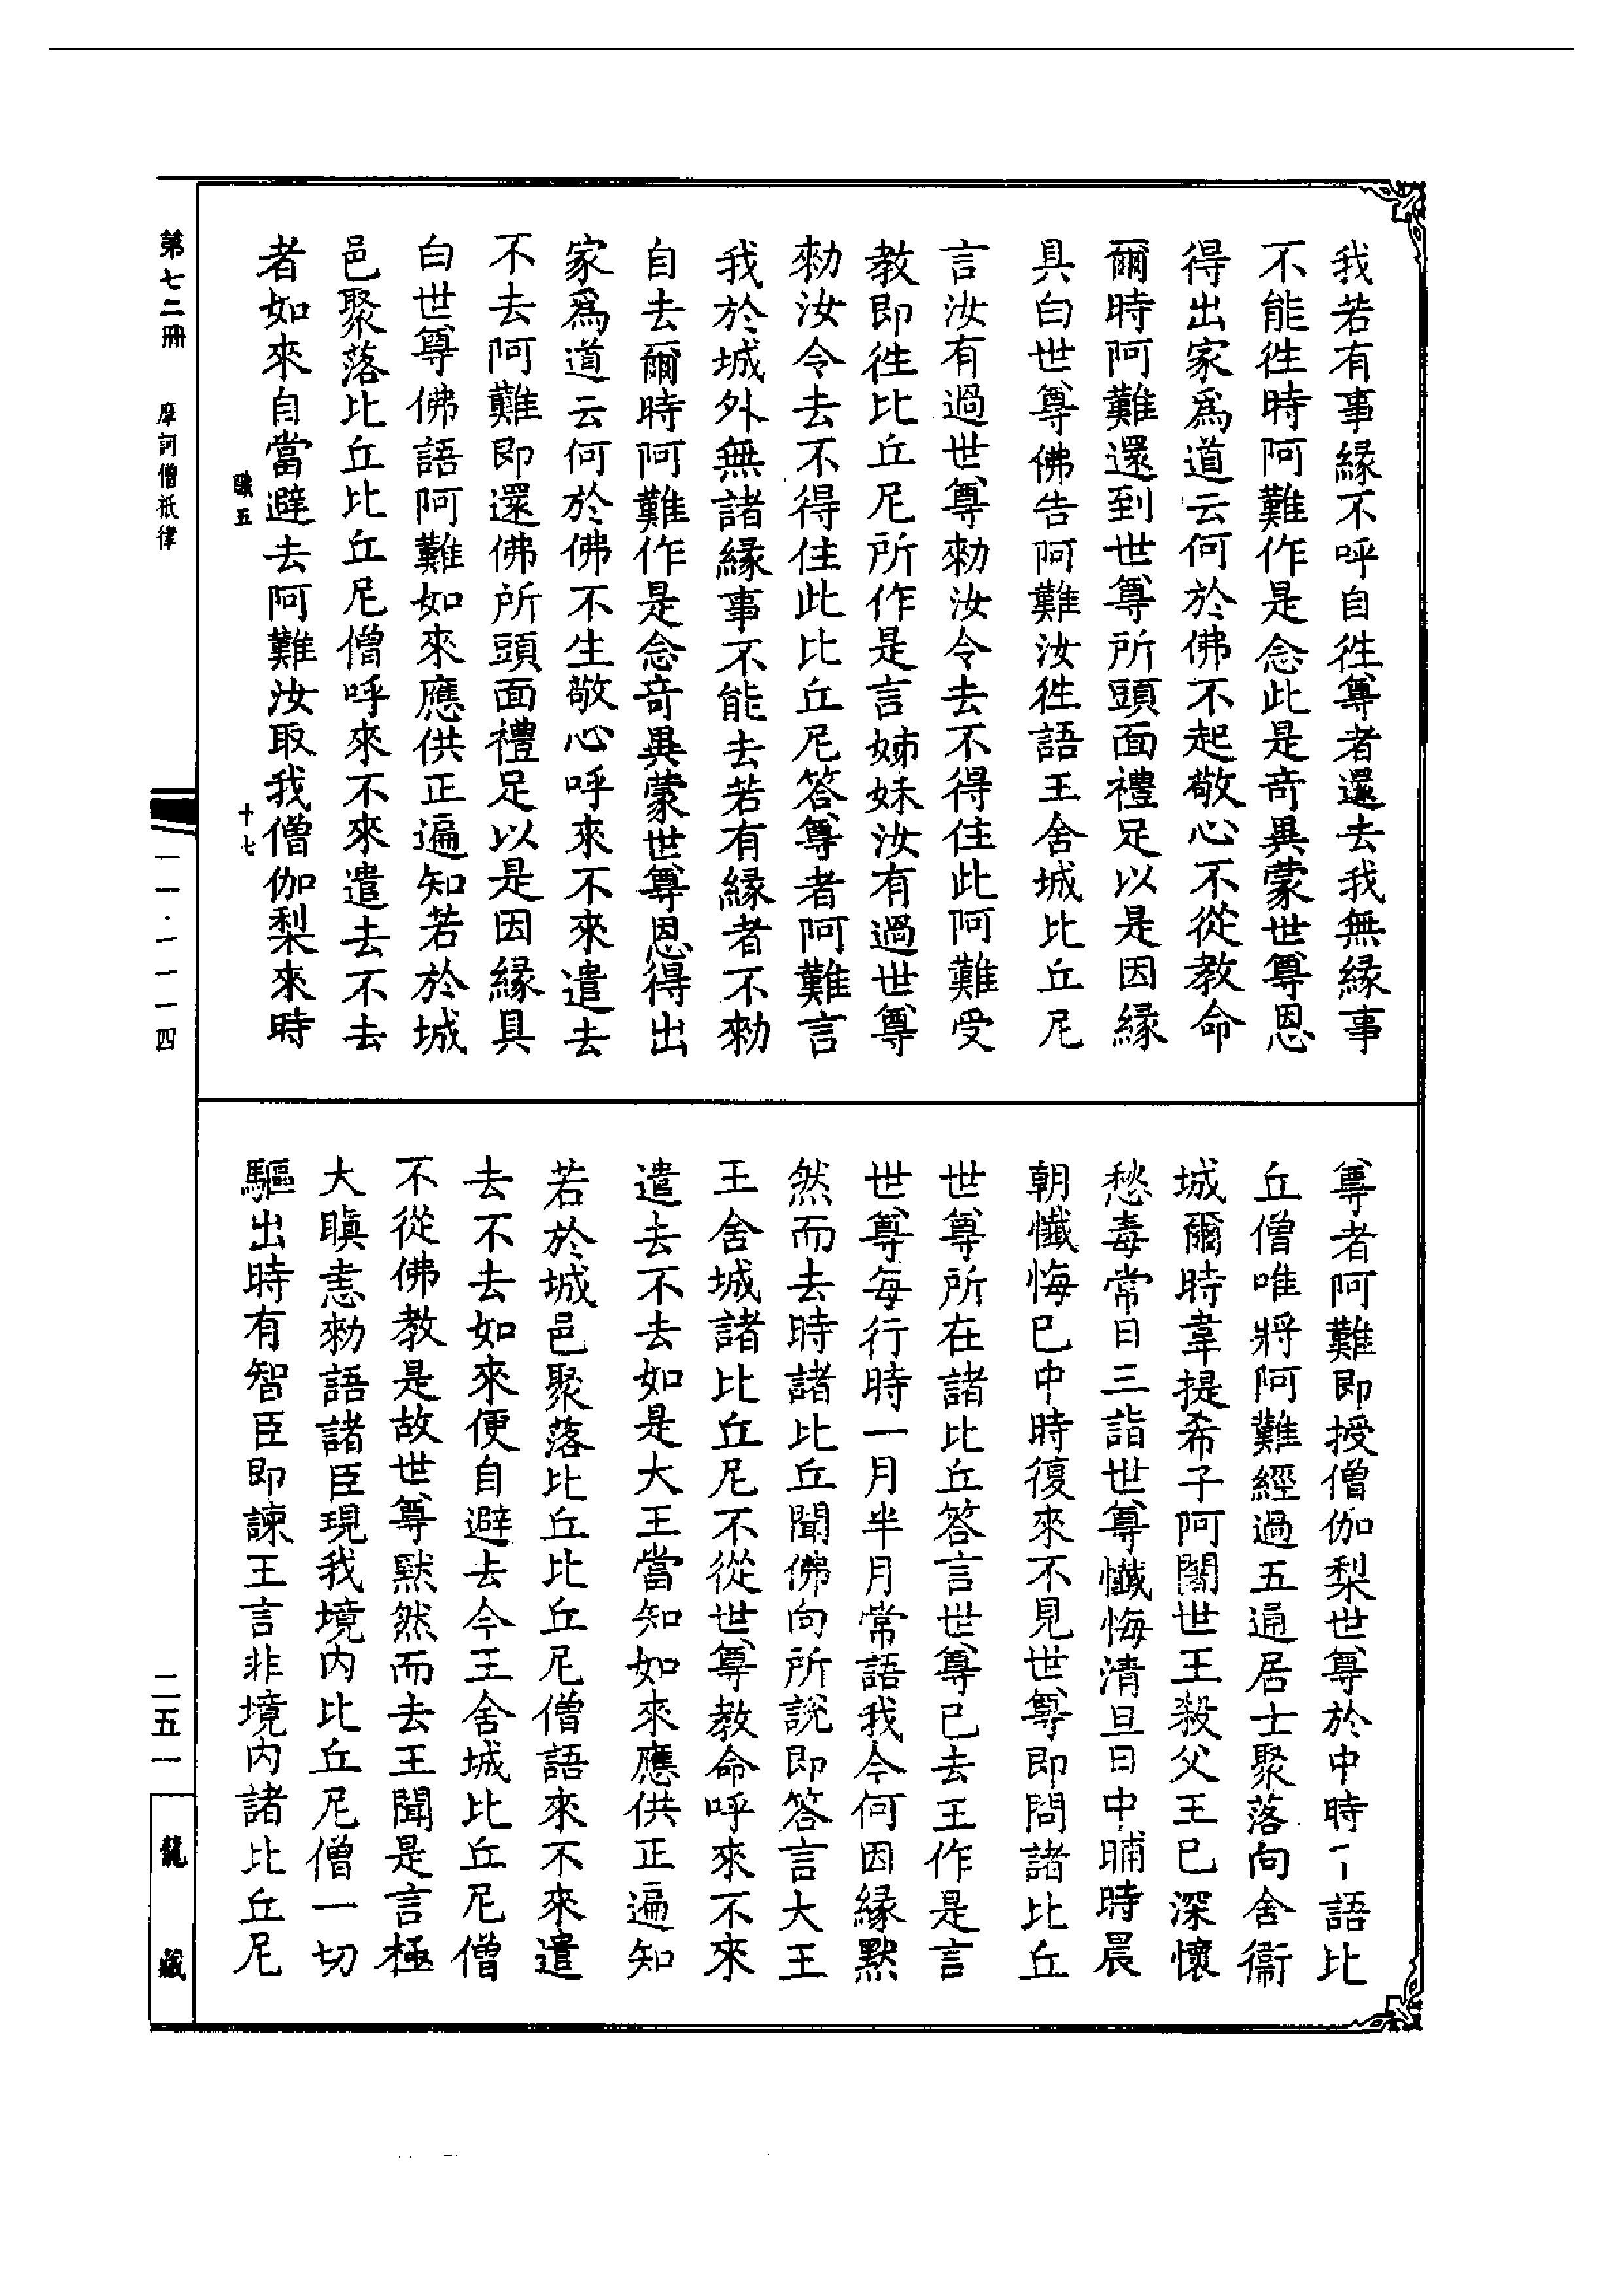 我若有事緣不呼自徃尊者還去我無緣事
不能徃時阿難作是念此是奇異蒙世尊恩
得出家爲道云何於佛不起敬心不從教命
爾時阿難還到世尊所頭面禮足以是因緣
具白世尊佛告阿難汝徃語王舍城比丘尼
言汝有過世尊勑汝令去不得住此阿難受
教即徃比丘尼所作是言姊妹汝有過世尊
勑汝令去不得住此比丘尼答尊者阿難言
我於城外無諸緣事不能去若有緣者不勑
自去爾時阿難作是念奇異蒙世尊恩得出
家爲道云何於佛不生敬心呼來不來遣去
不去阿難即還佛所頭面禮足以是因緣具
白世尊佛語阿難如來應供正遍知若於城
邑聚落比丘比丘尼僧呼來不來遣去不去
者如來自當避去阿難汝取我僧伽梨來時
尊者阿難即授僧伽梨世尊於中時不語比
丘僧唯將阿難經過五通居士聚落向舍衞
城爾時韋提希子阿闍世王殺父王已深懷
愁毒常日三詣世尊懺悔清旦日中晡時晨
朝懺悔已中時復來不見世尊即問諸比丘
世尊所在諸比丘答言世尊已去王作是言
世尊每行時一月半月常語我今何因緣默
然而去時諸比丘聞佛向所說即答言大王
王舍城諸比丘尼不從世尊教命呼來不來
遣去不去如是大王當知如來應供正遍知
若於城邑聚落比丘比丘尼僧語來不來遣
去不去如來便自避去今王舍城比丘尼僧
不從佛教是故世尊默然而去王聞是言極
大瞋恚勑語諸臣現我境内比丘尼僧一切
驅出時有智臣即諫王言非境内諸比丘尼
第七二冊 摩訶僧祇律
五
十七
一一·一一一四
二五一
龍藏